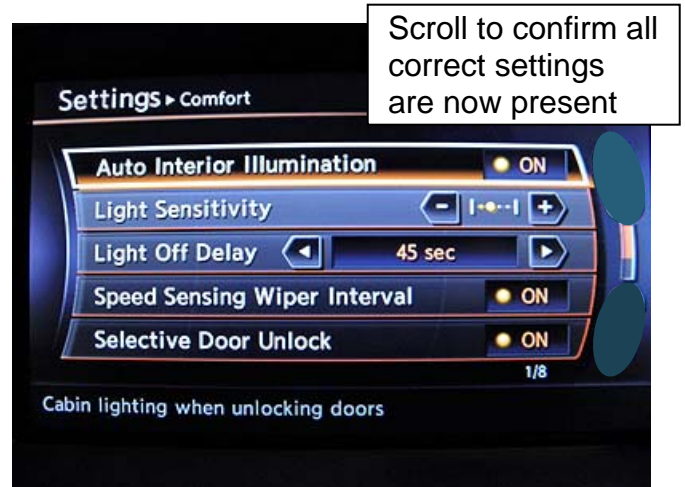 Scroll to confirm all
correct settings
are now present
Settings ▸ Comfort
Auto Interior Illumination ON
Light Sensitivity - +
Light Off Delay ◀ 45 sec ▶
Speed Sensing Wiper Interval ON
Selective Door Unlock ON
1/8
Cabin lighting when unlocking doors